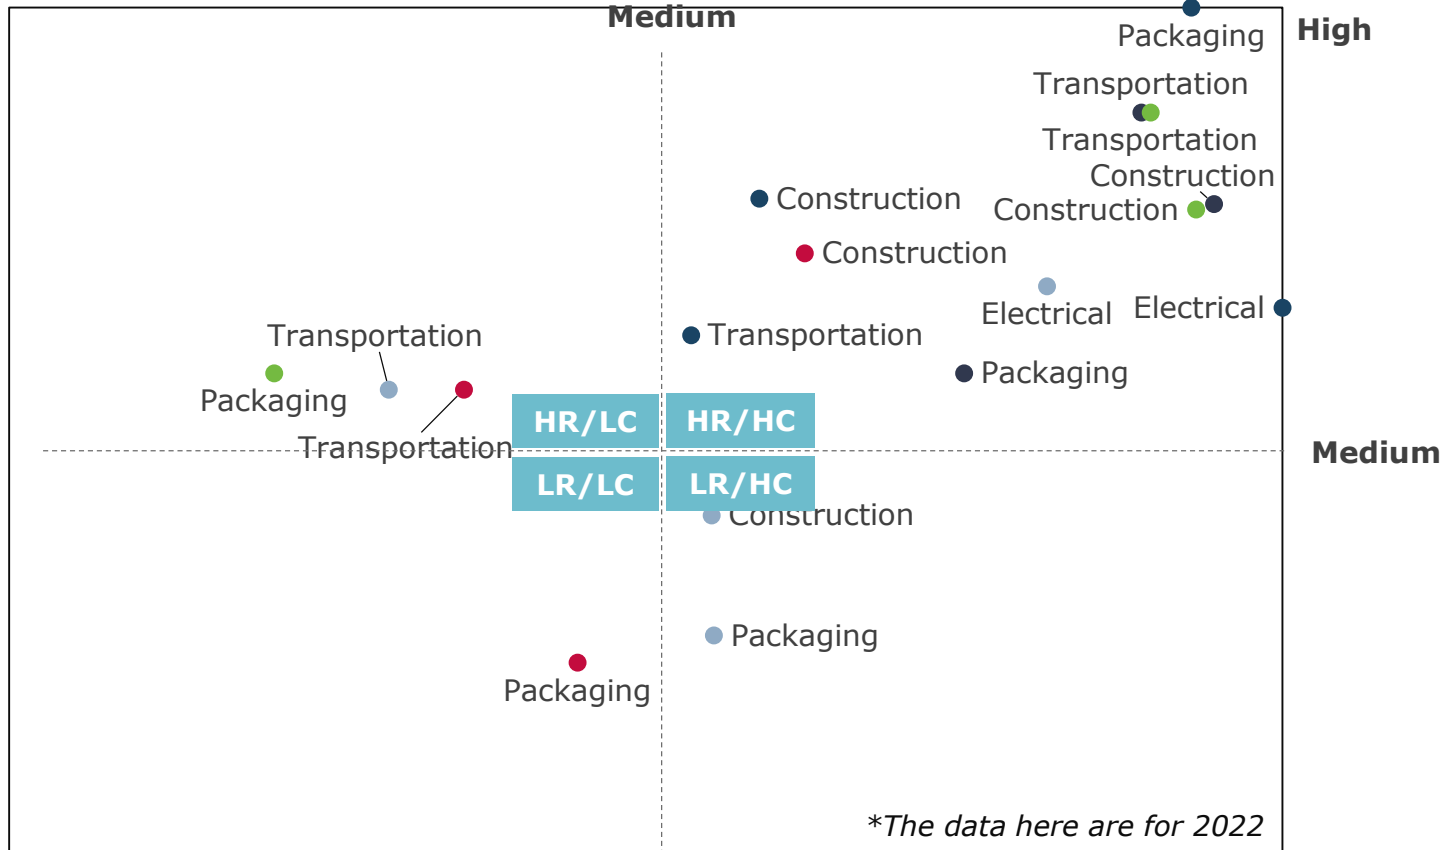 Medium
High
Packaging
Transportation
Transportation
Construction
Construction
Construction
Construction
Electrical
Electrical
Transportation
Transportation
Packaging
Packaging
Transportation
HR/LC
HR/HC
Medium
LR/LC
LR/HC
Construction
Packaging
Packaging
*The data here are for 2022